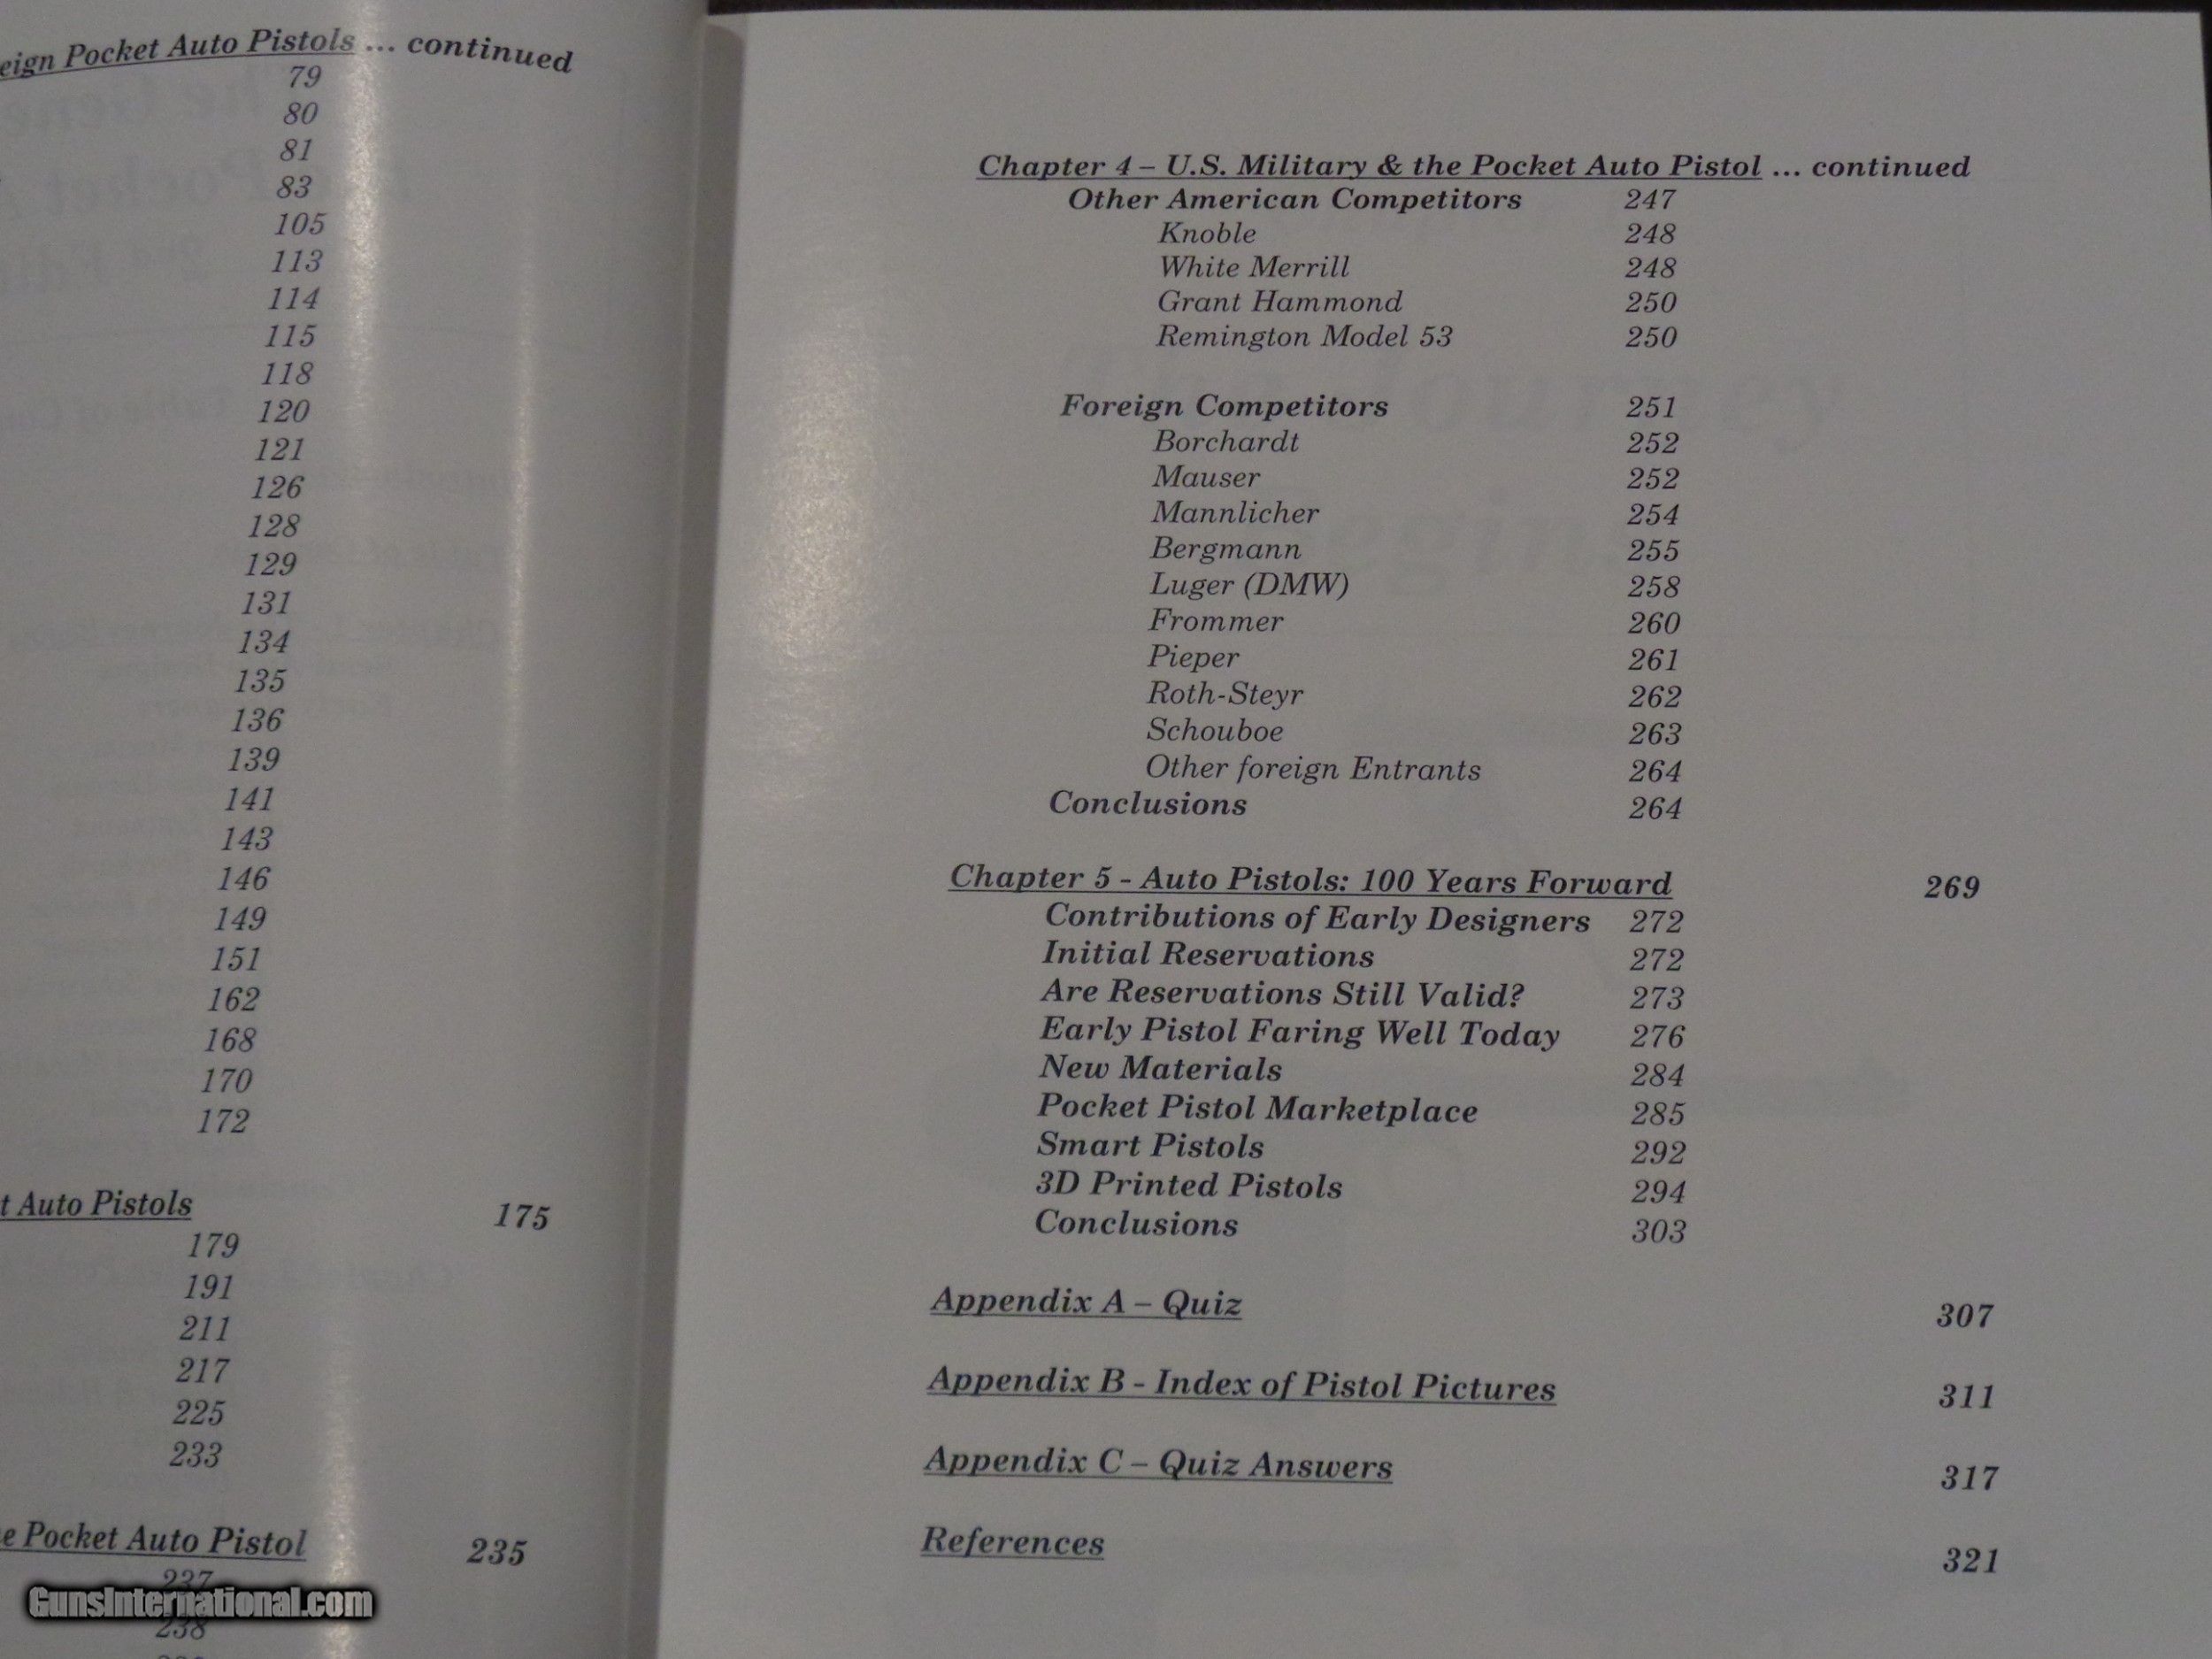 eign Pocket Auto Pistols ... continued
79
80
81
83
105
113
114
115
118
120
121
126
128
129
131
134
135
136
139
141
143
146
149
151
162
168
170
172
t Auto Pistols 175
179
191
211
217
225
233
e Pocket Auto Pistol 235
237
GunsInternational.com
238
Chapter 4 – U.S. Military & the Pocket Auto Pistol ... continued
Other American Competitors 247
Knoble 248
White Merrill 248
Grant Hammond 250
Remington Model 53 250
Foreign Competitors 251
Borchardt 252
Mauser 252
Mannlicher 254
Bergmann 255
Luger (DMW) 258
Frommer 260
Pieper 261
Roth-Steyr 262
Schouboe 263
Other foreign Entrants 264
Conclusions 264
Chapter 5 - Auto Pistols: 100 Years Forward 269
Contributions of Early Designers 272
Initial Reservations 272
Are Reservations Still Valid? 273
Early Pistol Faring Well Today 276
New Materials 284
Pocket Pistol Marketplace 285
Smart Pistols 292
3D Printed Pistols 294
Conclusions 303
Appendix A – Quiz 307
Appendix B - Index of Pistol Pictures 311
Appendix C – Quiz Answers 317
References 321